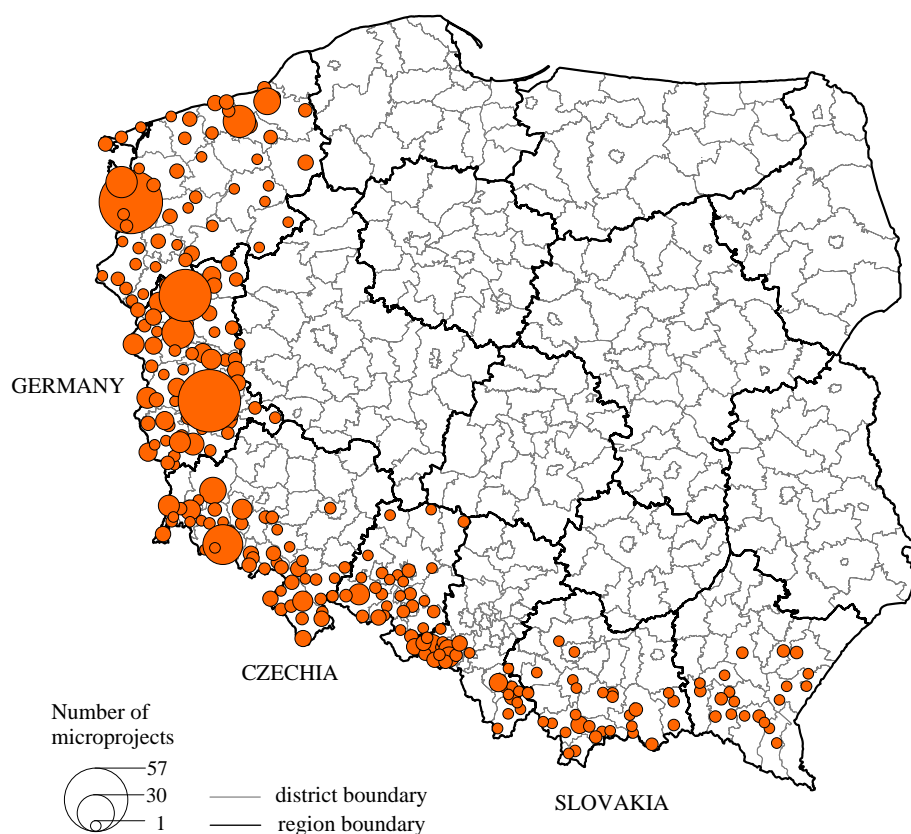 GERMANY
CZECHIA
SLOVAKIA
Number of
microprojects
57
30
1
district boundary
region boundary